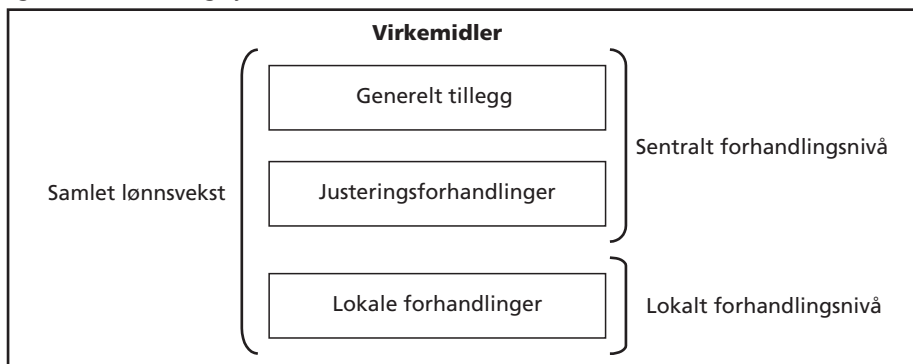 Virkemidler
Generelt tillegg
Sentralt forhandlingsnivå
Justeringsforhandlinger
Samlet lønnsvekst
Lokale forhandlinger
Lokalt forhandlingsnivå